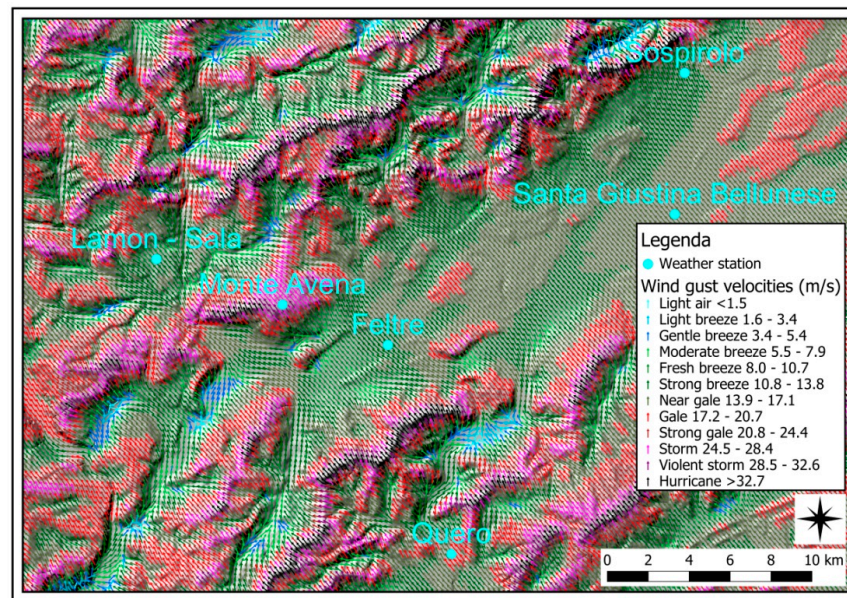 Sospirolo
Santa Giustina Bellunese
Lamon - Sala
Monte Avena
Feltre
Quero
Legenda
Weather station
Wind gust velocities (m/s)
Light air <1.5
Light breeze 1.6 - 3.4
Gentle breeze 3.4 - 5.4
Moderate breeze 5.5 - 7.9
Fresh breeze 8.0 - 10.7
Strong breeze 10.8 - 13.8
Near gale 13.9 - 17.1
Gale 17.2 - 20.7
Strong gale 20.8 - 24.4
Storm 24.5 - 28.4
Violent storm 28.5 - 32.6
Hurricane >32.7
0 2 4 6 8 10 km